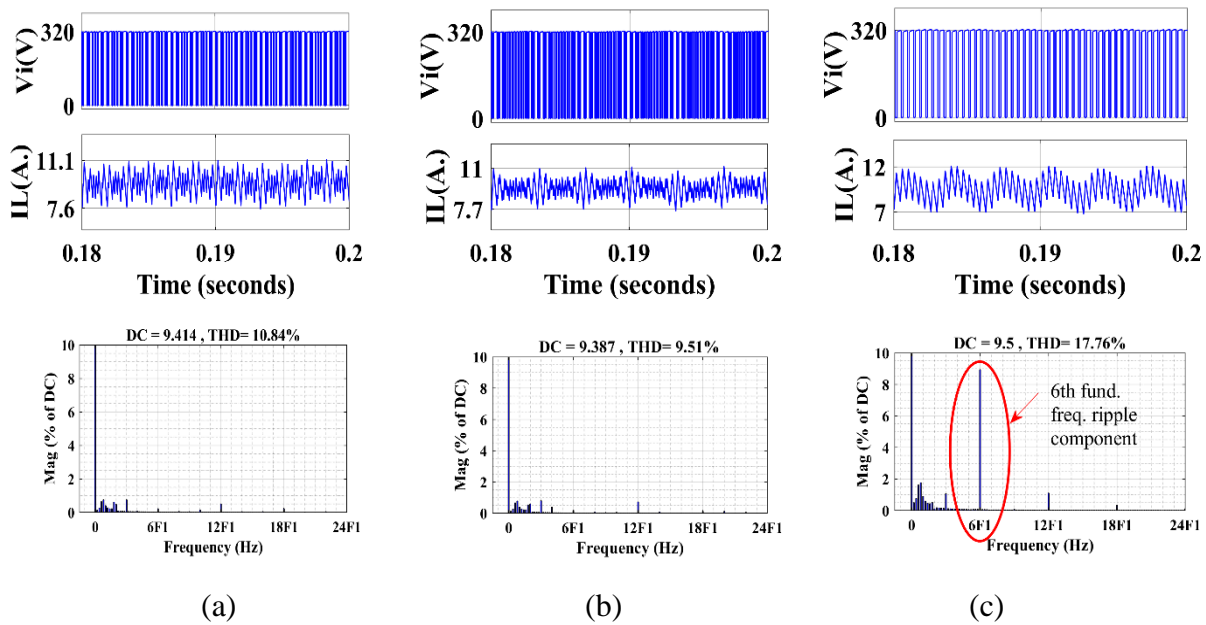 320
Vi(V)
0
11.1
IL(A.)
7.6
0.18
0.19
0.2
Time (seconds)
DC = 9.414 , THD= 10.84%
10
8
6
4
2
0
Mag (% of DC)
0
6F1
12F1
18F1
24F1
Frequency (Hz)
(a)
320
Vi(V)
0
11
IL(A.)
7.7
0.18
0.19
0.2
Time (seconds)
DC = 9.387 , THD= 9.51%
10
8
6
4
2
0
Mag (% of DC)
0
6F1
12F1
18F1
24F1
Frequency (Hz)
(b)
320
Vi(V)
0
12
IL(A.)
7
0.18
0.19
0.2
Time (seconds)
DC = 9.5 , THD= 17.76%
10
8
6
4
2
0
Mag (% of DC)
6th fund.
freq. ripple
component
0
6F1
12F1
18F1
24F1
Frequency (Hz)
(c)